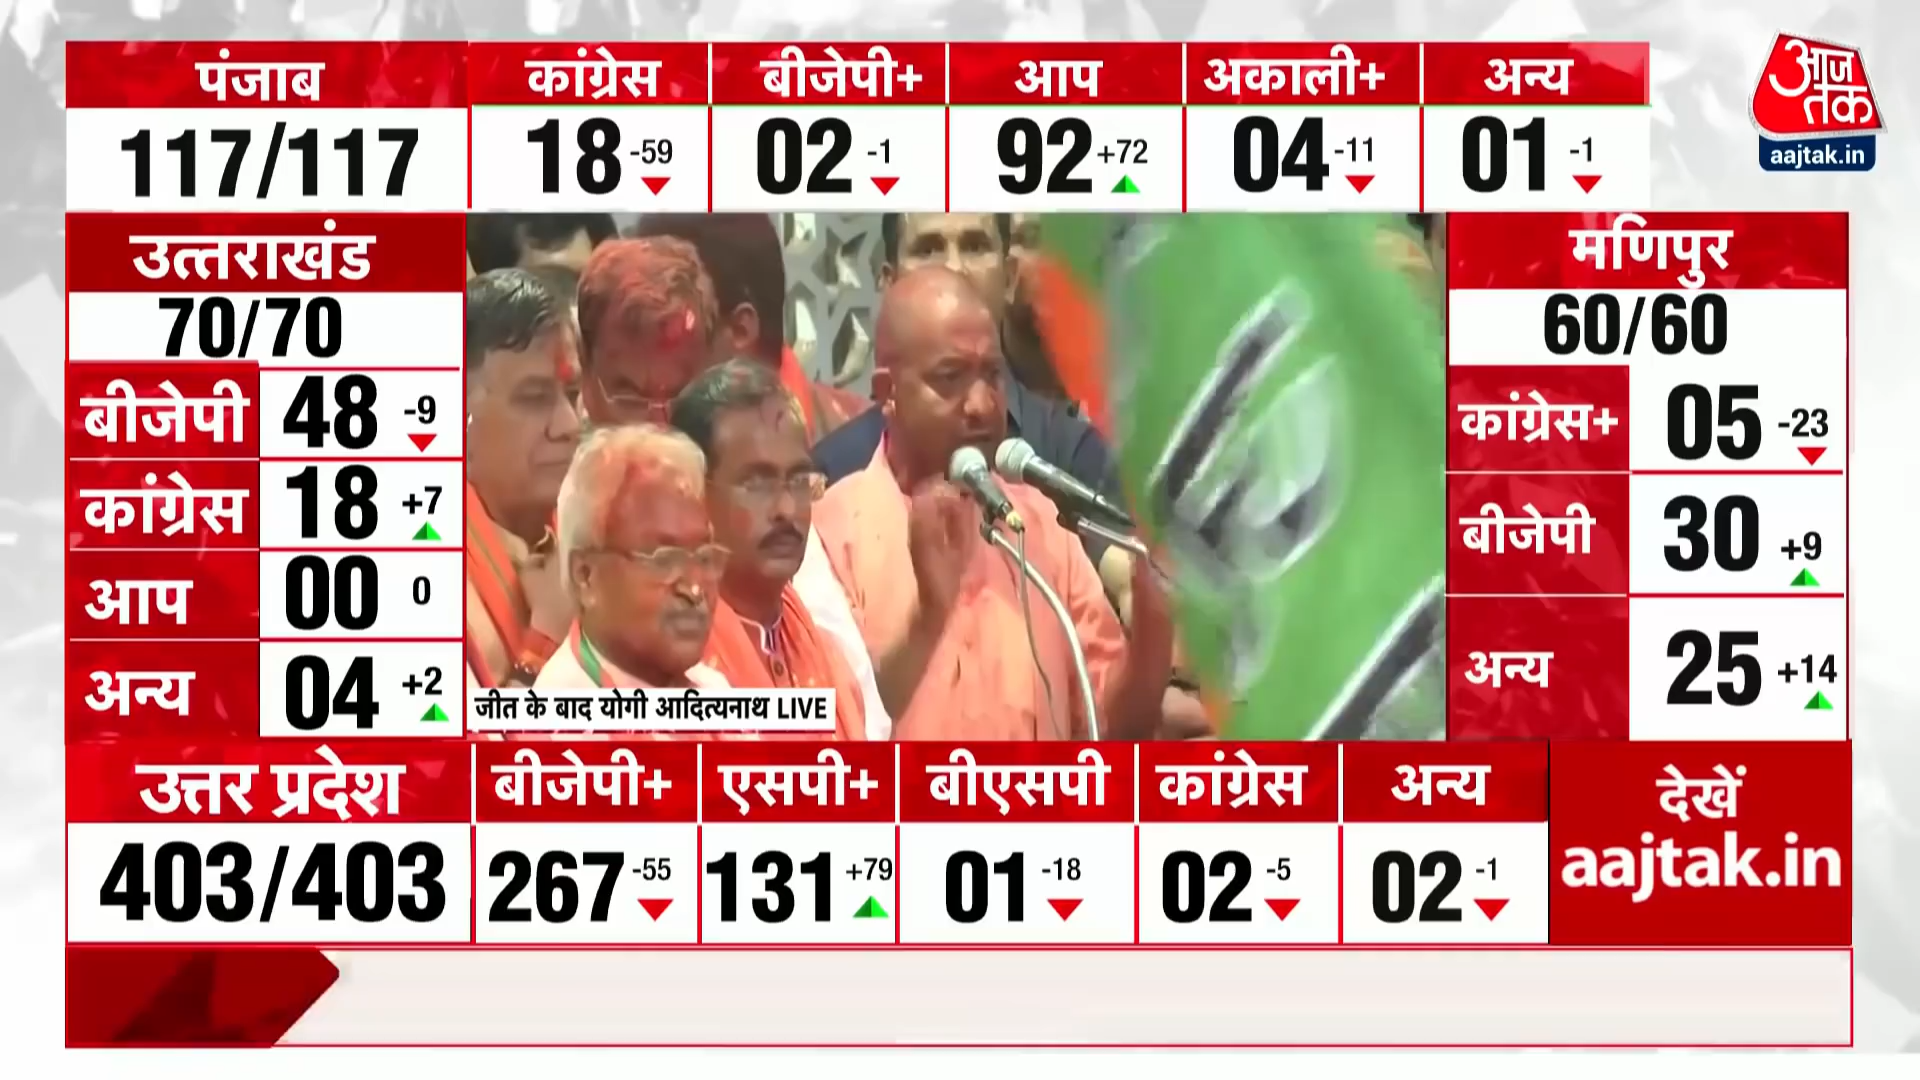 पंजाब कांग्रेस बीजेपी+ आप अकाली+ अन्य
117/117 18 -59 02 -1 92 +72 04 -11 01 -1
आज तक
aajtak.in
उत्तराखंड
70/70
बीजेपी 48 -9
कांग्रेस 18 +7
आप 00 0
अन्य 04 +2
जीत के बाद योगी आदित्यनाथ LIVE
मणिपुर
60/60
कांग्रेस+ 05 -23
बीजेपी 30 +9
अन्य 25 +14
उत्तर प्रदेश बीजेपी+ एसपी+ बीएसपी कांग्रेस अन्य
403/403 267 -55 131 +79 01 -18 02 -5 02 -1
देखें
aajtak.in